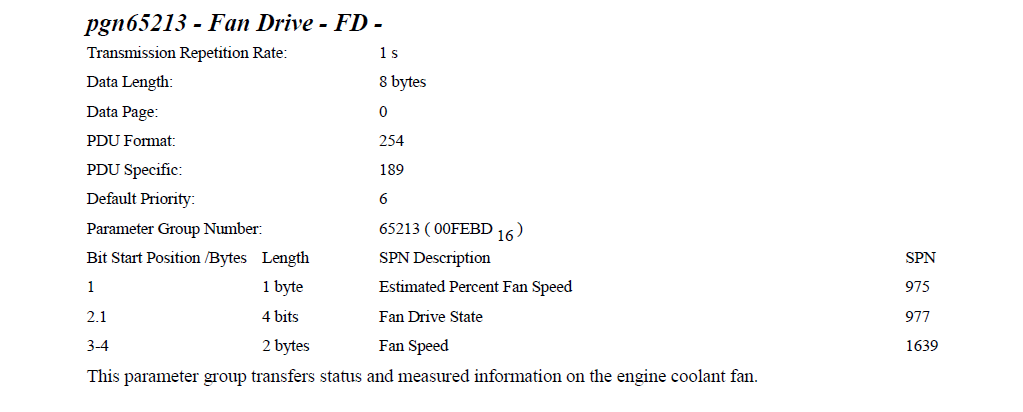 pgn65213 - Fan Drive - FD -
Transmission Repetition Rate: 1 s
Data Length: 8 bytes
Data Page: 0
PDU Format: 254
PDU Specific: 189
Default Priority: 6
Parameter Group Number: 65213 ( 00FEBD 16 )
Bit Start Position /Bytes Length SPN Description SPN
1 1 byte Estimated Percent Fan Speed 975
2.1 4 bits Fan Drive State 977
3-4 2 bytes Fan Speed 1639
This parameter group transfers status and measured information on the engine coolant fan.